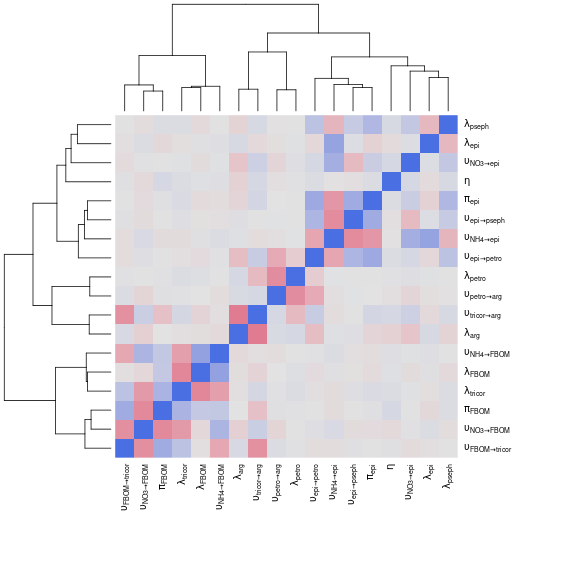 λpseph
λepi
υNO3→epi
η
πepi
υepi→pseph
υNH4→epi
υepi→petro
λpetro
υpetro→arg
υtricor→arg
λarg
υNH4→FBOM
λFBOM
λtricor
πFBOM
υNO3→FBOM
υFBOM→tricor
υFBOM→tricor
υNO3→FBOM
πFBOM
λtricor
λFBOM
υNH4→FBOM
λarg
υtricor→arg
υpetro→arg
λpetro
υepi→petro
υNH4→epi
υepi→pseph
πepi
η
υNO3→epi
λepi
λpseph